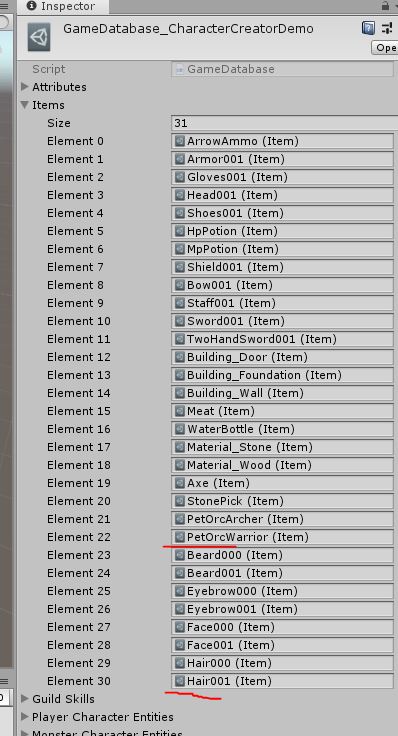 Inspector
GameDatabase_CharacterCreatorDemo
Ope
Script GameDatabase
Attributes
Items
Size 31
Element 0 ArrowAmmo (Item)
Element 1 Armor001 (Item)
Element 2 Gloves001 (Item)
Element 3 Head001 (Item)
Element 4 Shoes001 (Item)
Element 5 HpPotion (Item)
Element 6 MpPotion (Item)
Element 7 Shield001 (Item)
Element 8 Bow001 (Item)
Element 9 Staff001 (Item)
Element 10 Sword001 (Item)
Element 11 TwoHandSword001 (Item)
Element 12 Building_Door (Item)
Element 13 Building_Foundation (Item)
Element 14 Building_Wall (Item)
Element 15 Meat (Item)
Element 16 WaterBottle (Item)
Element 17 Material_Stone (Item)
Element 18 Material_Wood (Item)
Element 19 Axe (Item)
Element 20 StonePick (Item)
Element 21 PetOrcArcher (Item)
Element 22 PetOrcWarrior (Item)
Element 23 Beard000 (Item)
Element 24 Beard001 (Item)
Element 25 Eyebrow000 (Item)
Element 26 Eyebrow001 (Item)
Element 27 Face000 (Item)
Element 28 Face001 (Item)
Element 29 Hair000 (Item)
Element 30 Hair001 (Item)
Guild Skills
Player Character Entities
Monster Character Entities